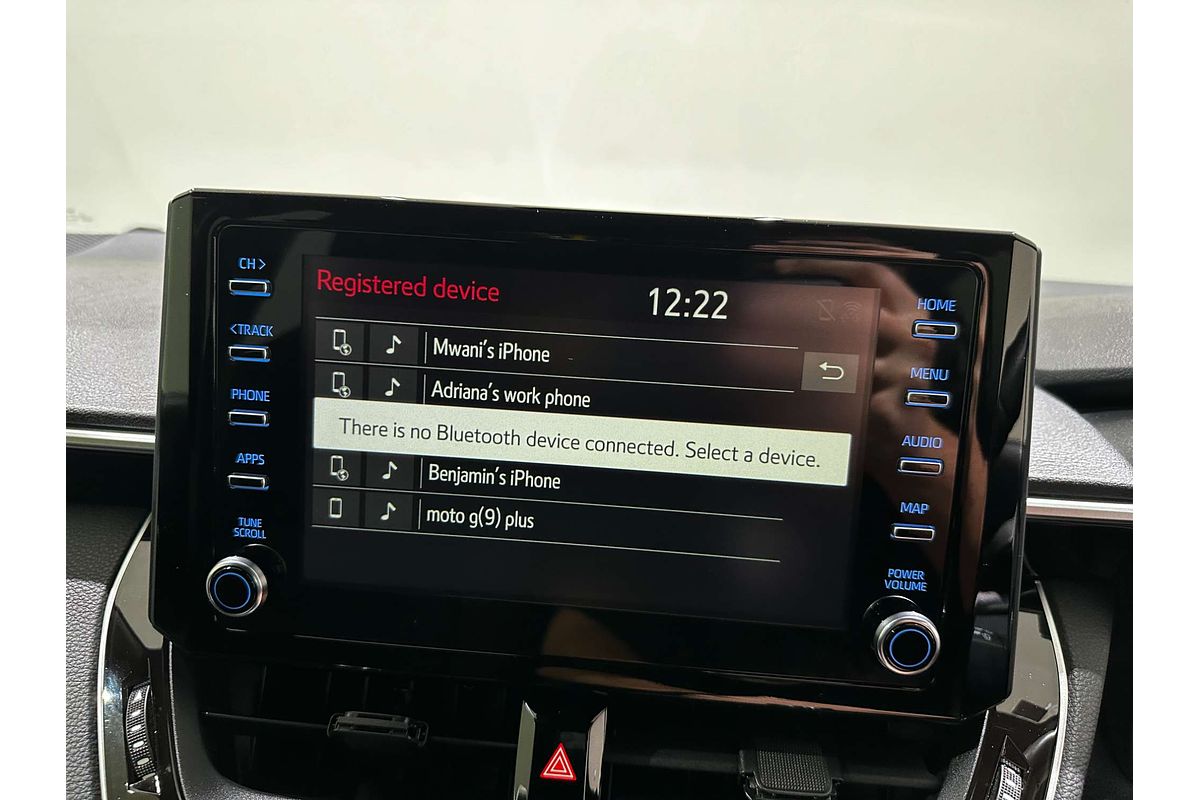 CH>
<TRACK
PHONE
APPS
TUNE
SCROLL
Registered device
12:22
Mwani's iPhone
Adriana's work phone
There is no Bluetooth device connected. Select a device.
Benjamin's iPhone
moto g(9) plus
HOME
MENU
AUDIO
MAP
POWER
VOLUME